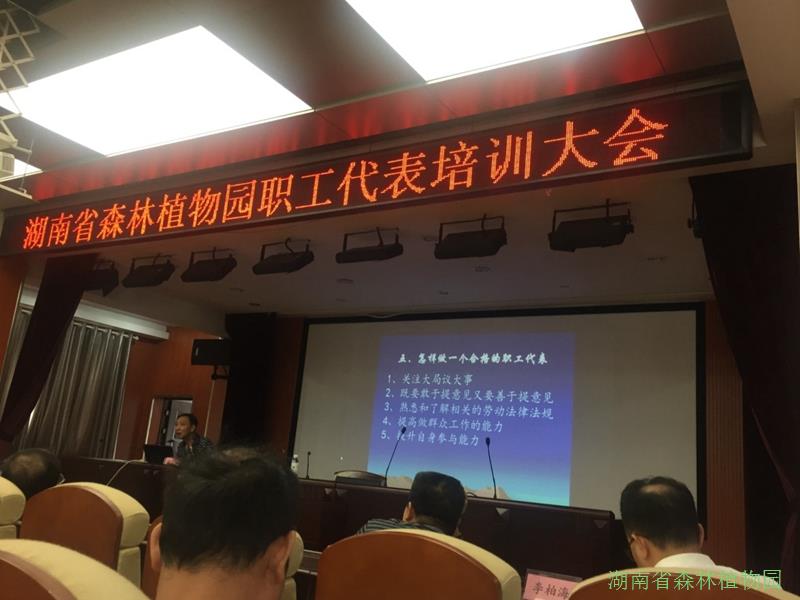 湖南省森林植物园职工代表培训大会
五、怎样做一个合格的职工代表
1、关注大局议大事
2、既要敢于提意见又要善于提意见
3、熟悉和了解相关的劳动法律法规
4、提高做群众工作的能力
5、提升自身参与能力
李柏海
湖南省森林植物园